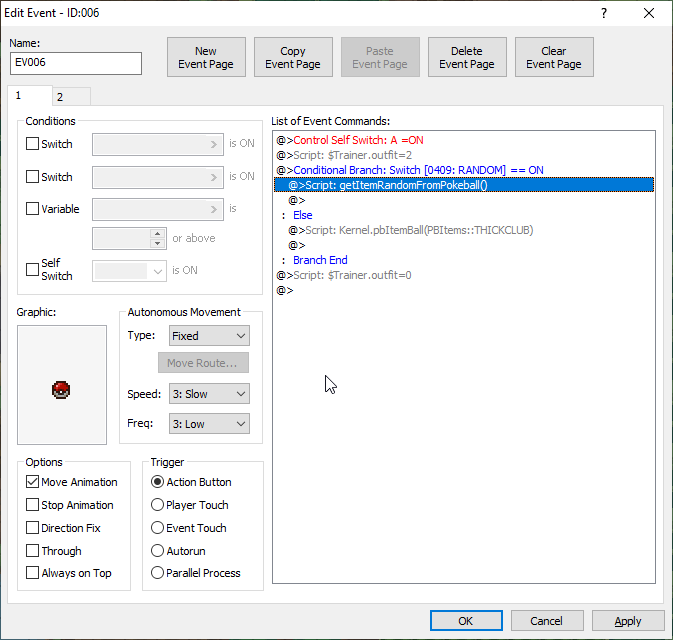 Edit Event - ID:006
?
Name:
EV006
New Event Page
Copy Event Page
Paste Event Page
Delete Event Page
Clear Event Page
1
2
Conditions
Switch
is ON
Switch
is ON
Variable
is
or above
Self Switch
is ON
Graphic:
Autonomous Movement
Type:
Fixed
Move Route...
Speed:
3: Slow
Freq:
3: Low
Options
Move Animation
Stop Animation
Direction Fix
Through
Always on Top
Trigger
Action Button
Player Touch
Event Touch
Autorun
Parallel Process
List of Event Commands:
@>Control Self Switch: A =ON
@>Script: $Trainer.outfit=2
@>Conditional Branch: Switch [0409: RANDOM] == ON
@>Script: getItemRandomFromPokeball()
@>
: Else
@>Script: Kernel.pbItemBall(PBItems::THICKCLUB)
@>
: Branch End
@>Script: $Trainer.outfit=0
@>
OK
Cancel
Apply